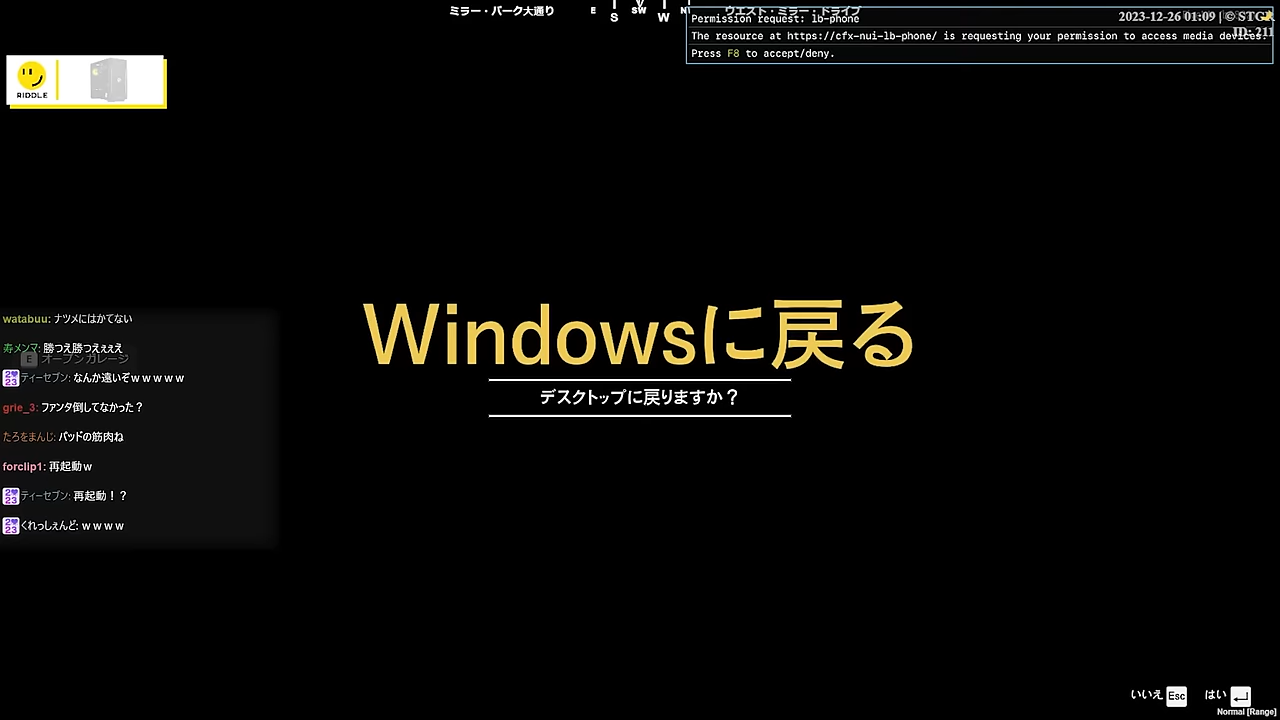 ミラー・パーク大通り
E
S
SW
W
ウエスト・ミラー・ドライブ
Permission request: lb-phone
The resource at https://cfx-nui-lb-phone/ is requesting your permission to access media devices.
Press F8 to accept/deny.
2023-12-26 01:09 | © STGR
ID: 211
RIDDLE
Windowsに戻る
デスクトップに戻りますか？
watabuu: ナツメにはかてない
寿メンマ: 勝つえ勝つえぇぇえ
E オープンガレージ
ティーセブン: なんか遠いぞｗｗｗｗｗ
grie_3: ファンタ倒してなかった？
たろをまんじ: パッドの筋肉ね
forclip1: 再起動ｗ
ティーセブン: 再起動！？
くれっしぇんど: ｗｗｗｗ
いいえ Esc はい
Normal [Range]